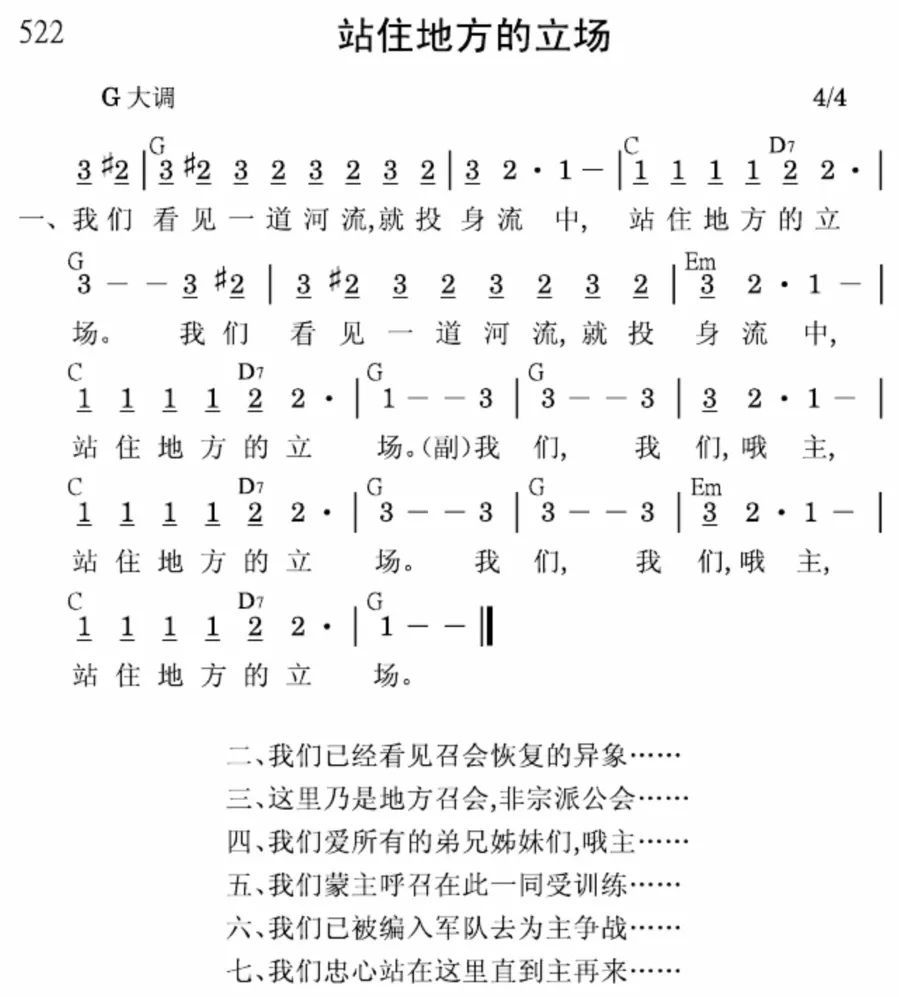 522 站住地方的立场
G 大调 4/4
G C D7
3 #2 | 3 #2 3 2 3 2 3 2 | 3 2 · 1 – | 1 1 1 1 2 2 · |
一、我们 看见一道河流,就投 身流 中, 站住地方的立
G Em
3 – – 3 #2 | 3 #2 3 2 3 2 3 2 | 3 2 · 1 – |
场。 我们 看见一道河流,就投 身流 中,
C D7 G G
1 1 1 1 2 2 · | 1 – – 3 | 3 – – 3 | 3 2 · 1 – |
站住地方的立 场。(副)我 们, 我 们,哦 主,
C D7 G G Em
1 1 1 1 2 2 · | 3 – – 3 | 3 – – 3 | 3 2 · 1 – |
站住地方的立 场。 我 们, 我 们,哦 主,
C D7 G
1 1 1 1 2 2 · | 1 – – ‖
站住地方的立 场。
二、我们已经看见召会恢复的异象……
三、这里乃是地方召会,非宗派公会……
四、我们爱所有的弟兄姊妹们,哦主……
五、我们蒙主呼召在此一同受训练……
六、我们已被编入军队去为主争战……
七、我们忠心站在这里直到主再来……